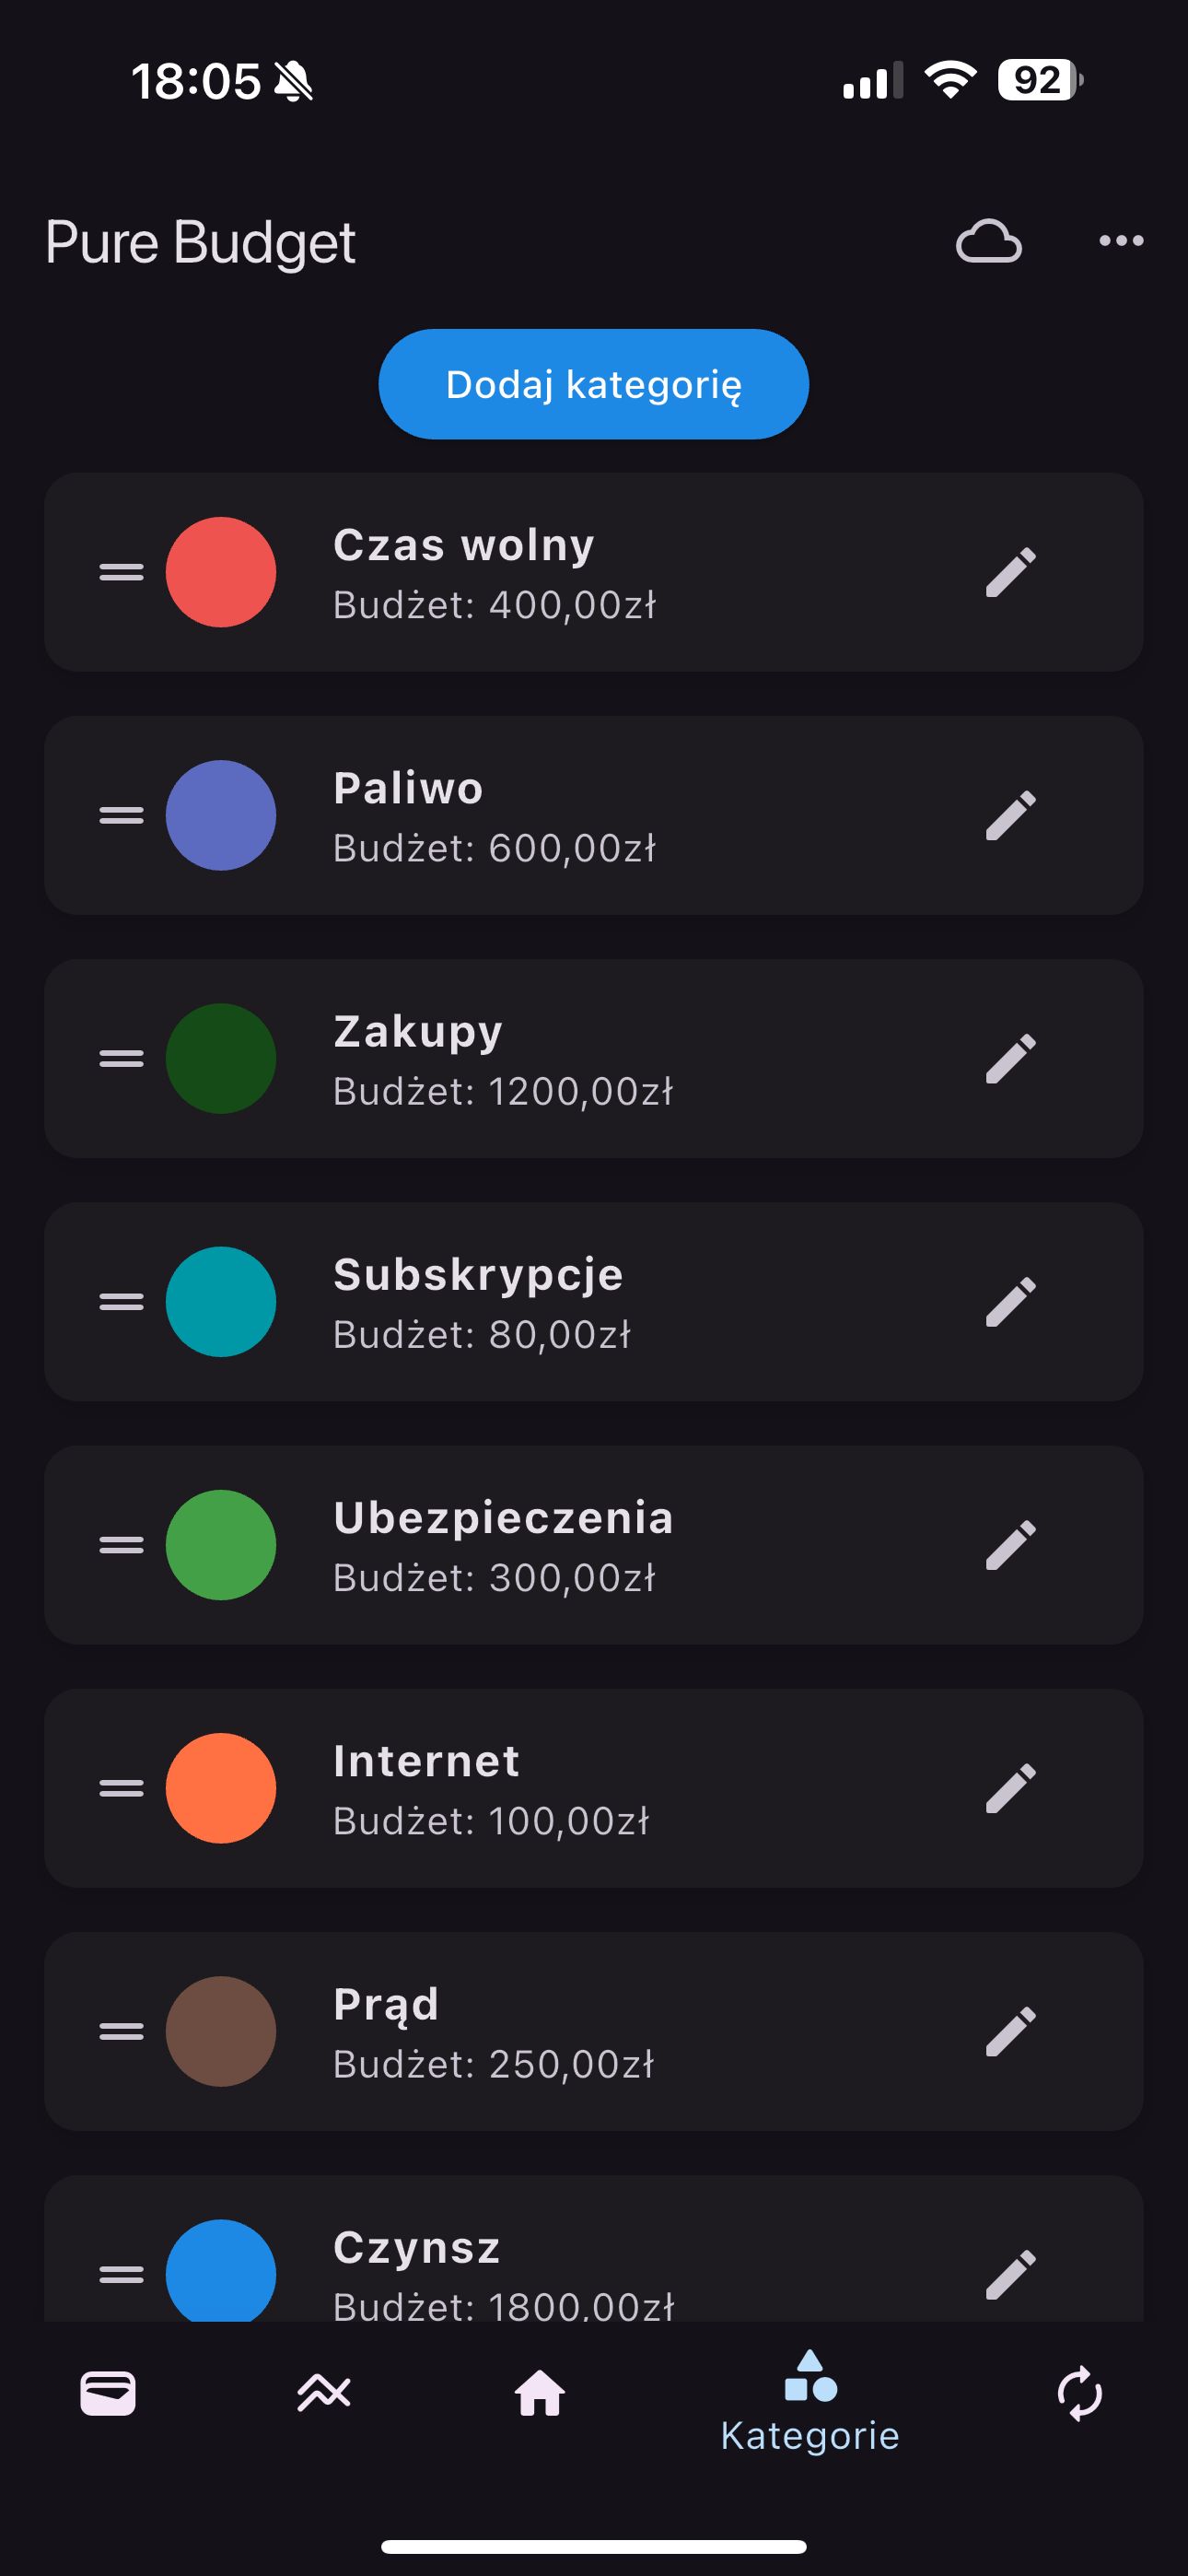 18:05
92
Pure Budget
Dodaj kategorię
Czas wolny
Budżet: 400,00zł
Paliwo
Budżet: 600,00zł
Zakupy
Budżet: 1200,00zł
Subskrypcje
Budżet: 80,00zł
Ubezpieczenia
Budżet: 300,00zł
Internet
Budżet: 100,00zł
Prąd
Budżet: 250,00zł
Czynsz
Budżet: 1800,00zł
Kategorie